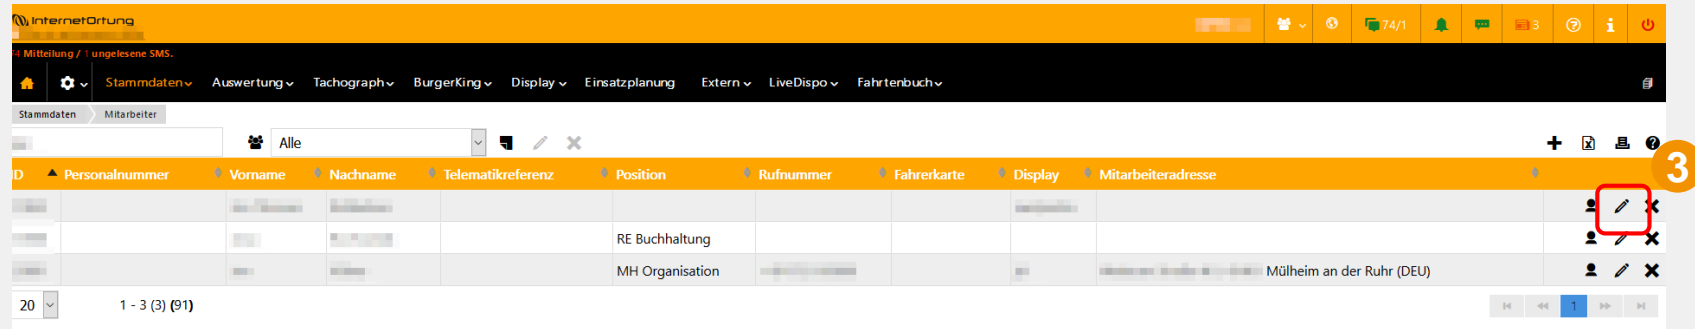 InternetOrtung
74/1 3
74 Mitteilung / 1 ungelesene SMS.
Stammdaten Auswertung Tachograph BurgerKing Display Einsatzplanung Extern LiveDispo Fahrtenbuch
Stammdaten Mitarbeiter
Alle
3
ID Personalnummer Vorname Nachname Telematikreferenz Position Rufnummer Fahrerkarte Display Mitarbeiteradresse
RE Buchhaltung
MH Organisation Mülheim an der Ruhr (DEU)
20 1 - 3 (3) (91) 1